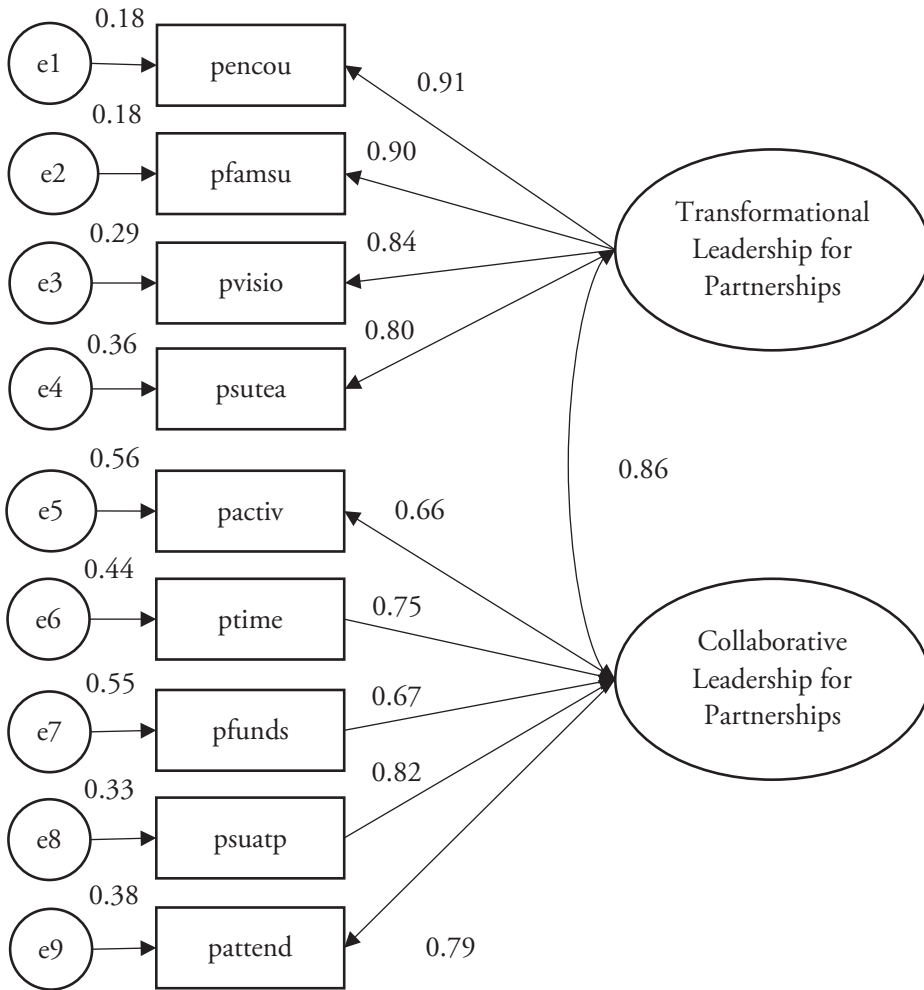 0.18
e1
pencou
0.91
0.18
e2
pfamsu
0.90
0.29
e3
pvisio
0.84
0.36
e4
psutea
0.80
Transformational
Leadership for
Partnerships
0.86
0.56
e5
pactiv
0.66
0.44
e6
ptime
0.75
0.55
e7
pfunds
0.67
0.33
e8
psuatp
0.82
0.38
e9
pattend
0.79
Collaborative
Leadership for
Partnerships